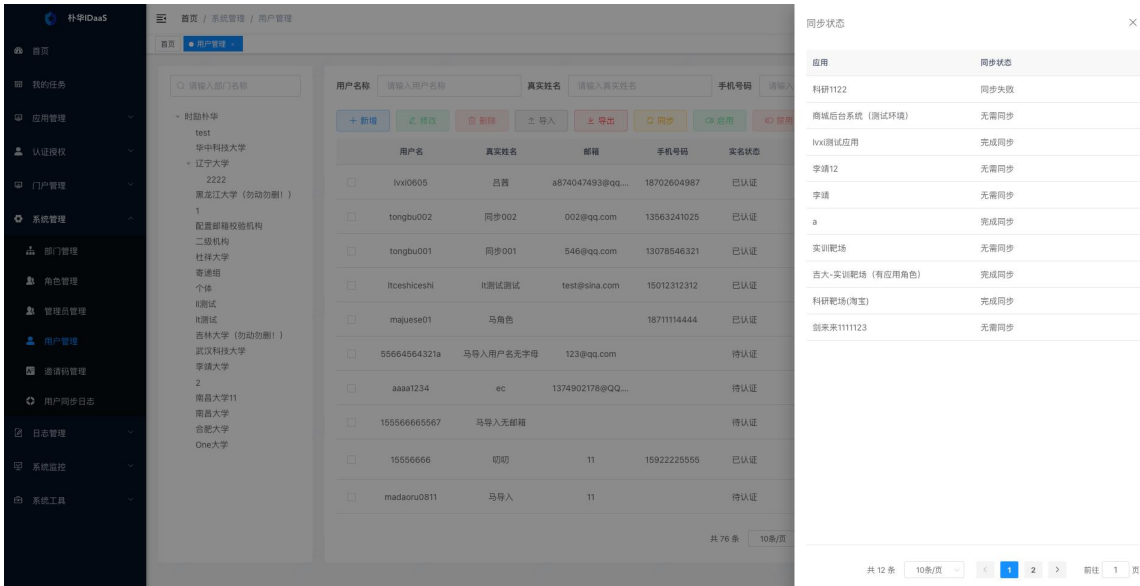 朴华IDaaS
首页
我的任务
应用管理
认证授权
门户管理
系统管理
部门管理
角色管理
管理员管理
用户管理
邀请码管理
用户同步日志
日志管理
系统监控
系统工具
首页 / 系统管理 / 用户管理
首页 用户管理 ×
请输入部门名称
时励朴华
test
华中科技大学
辽宁大学
2222
黑龙江大学（勿动勿删！）
1
配置邮箱校验机构
二级机构
杜祥大学
寄通组
个体
ll测试
lt测试
吉林大学（勿动勿删！）
武汉科技大学
李靖大学
2
南昌大学11
南昌大学
合肥大学
One大学
用户名称 请输入用户名称 真实姓名 请输入真实姓名 手机号码 请输入
+ 新增 修改 删除 导入 导出 同步 启用 禁用
用户名 真实姓名 邮箱 手机号码 实名状态
lvxi0605 吕茜 a874047493@qq.... 18702604987 已认证
tongbu002 同步002 002@qq.com 13563241025 已认证
tongbu001 同步001 546@qq.com 13078546321 已认证
ltceshiceshi lt测试测试 test@sina.com 15012312312 已认证
majuese01 马角色 18711114444 已认证
55664564321a 马导入用户名无字母 123@qq.com 待认证
aaaa1234 ec 1374902178@QQ... 待认证
155566665567 马导入无邮箱 待认证
15556666 叨叨 11 15922225555 已认证
madaoru0811 马导入 11 待认证
共 76 条 10条/页
同步状态 ×
应用 同步状态
科研1122 同步失败
商城后台系统（测试环境） 无需同步
lvxi测试应用 完成同步
李靖12 无需同步
李靖 无需同步
a 完成同步
实训靶场 无需同步
吉大-实训靶场（有应用角色） 完成同步
科研靶场(淘宝) 完成同步
剑来来1111123 无需同步
共 12 条 10条/页 < 1 2 > 前往 1 页